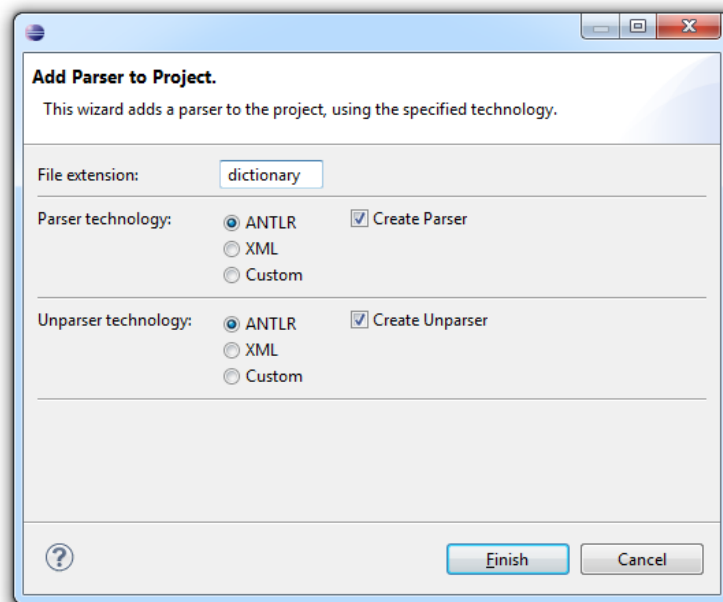 Add Parser to Project.
This wizard adds a parser to the project, using the specified technology.
File extension: dictionary
Parser technology: ANTLR Create Parser
XML
Custom
Unparser technology: ANTLR Create Unparser
XML
Custom
? Finish Cancel